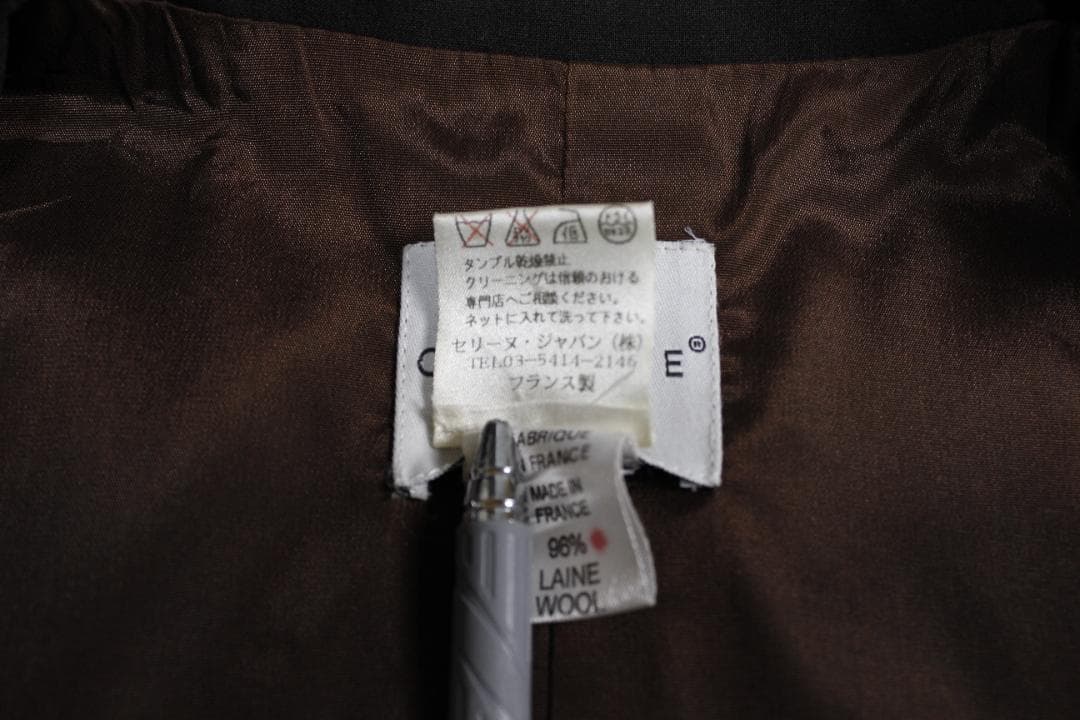 タンブル乾燥禁止
クリーニングは信頼のおける
専門店へご相談ください。
ネットに入れて洗って下さい。
セリーヌ・ジャパン（株）
TEL03-5414-2146
フランス製
E®
FRANCE
MADE IN
FRANCE
96%
LAINE
WOOL